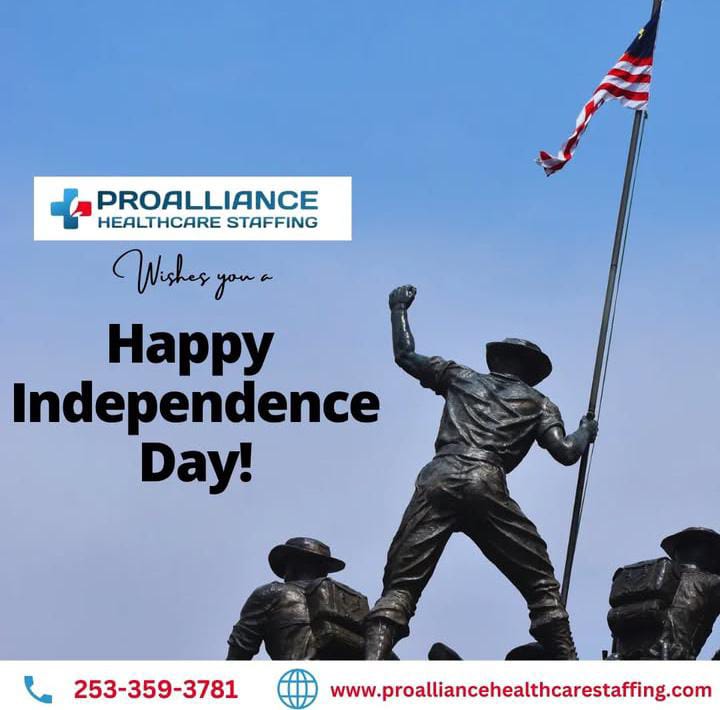 PROALLIANCE
HEALTHCARE STAFFING
Wishes you a
Happy
Independence
Day!
253-359-3781
www.proalliancehealthcarestaffing.com